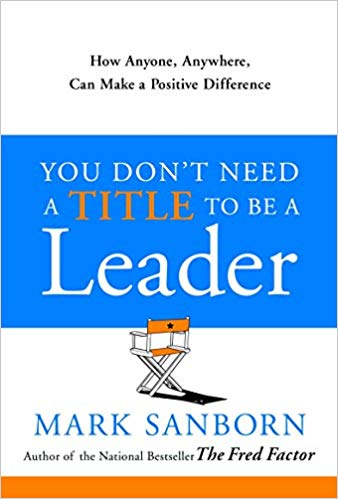 How Anyone, Anywhere,
Can Make a Positive Difference
YOU DON'T NEED
A TITLE TO BE A
Leader
MARK SANBORN
Author of the National Bestseller The Fred Factor